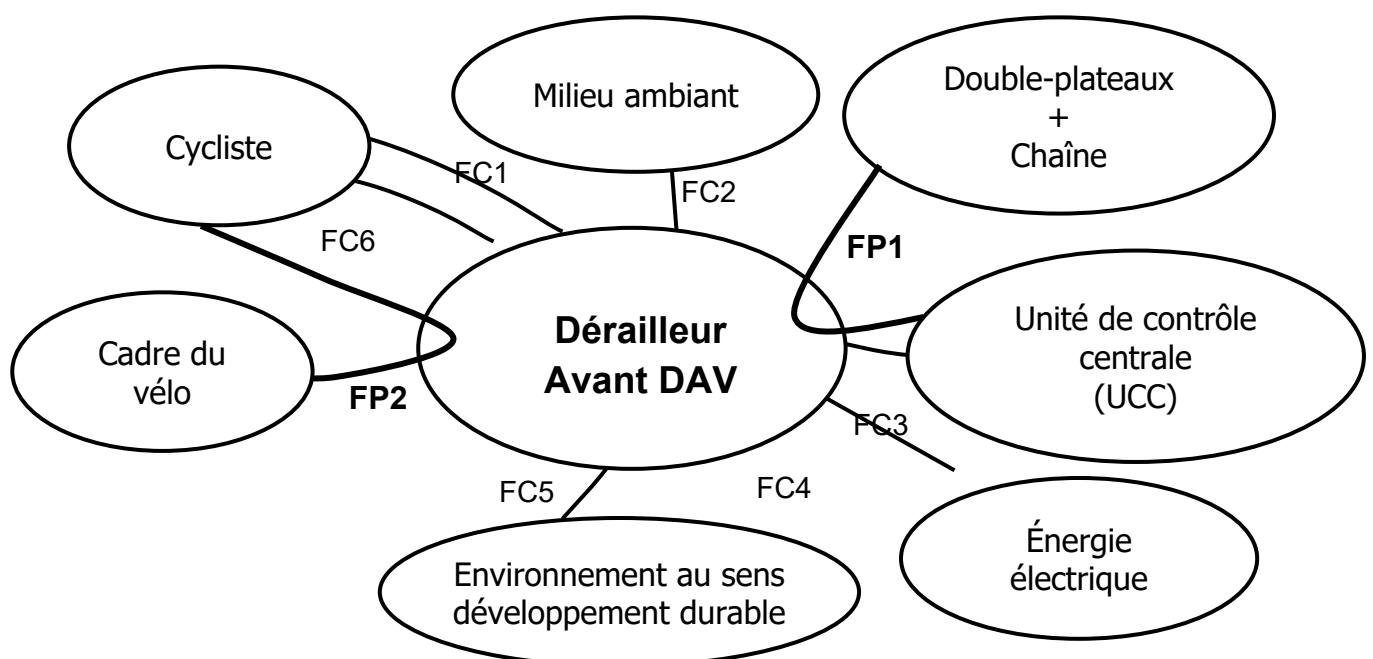 Milieu ambiant
Double-plateaux
+
Chaîne
Cycliste
FC1
FC2
FC6
FP1
Cadre du
vélo
FP2
Dérailleur
Avant DAV
Unité de contrôle
centrale
(UCC)
FC3
FC5
FC4
Énergie
électrique
Environnement au sens
développement durable